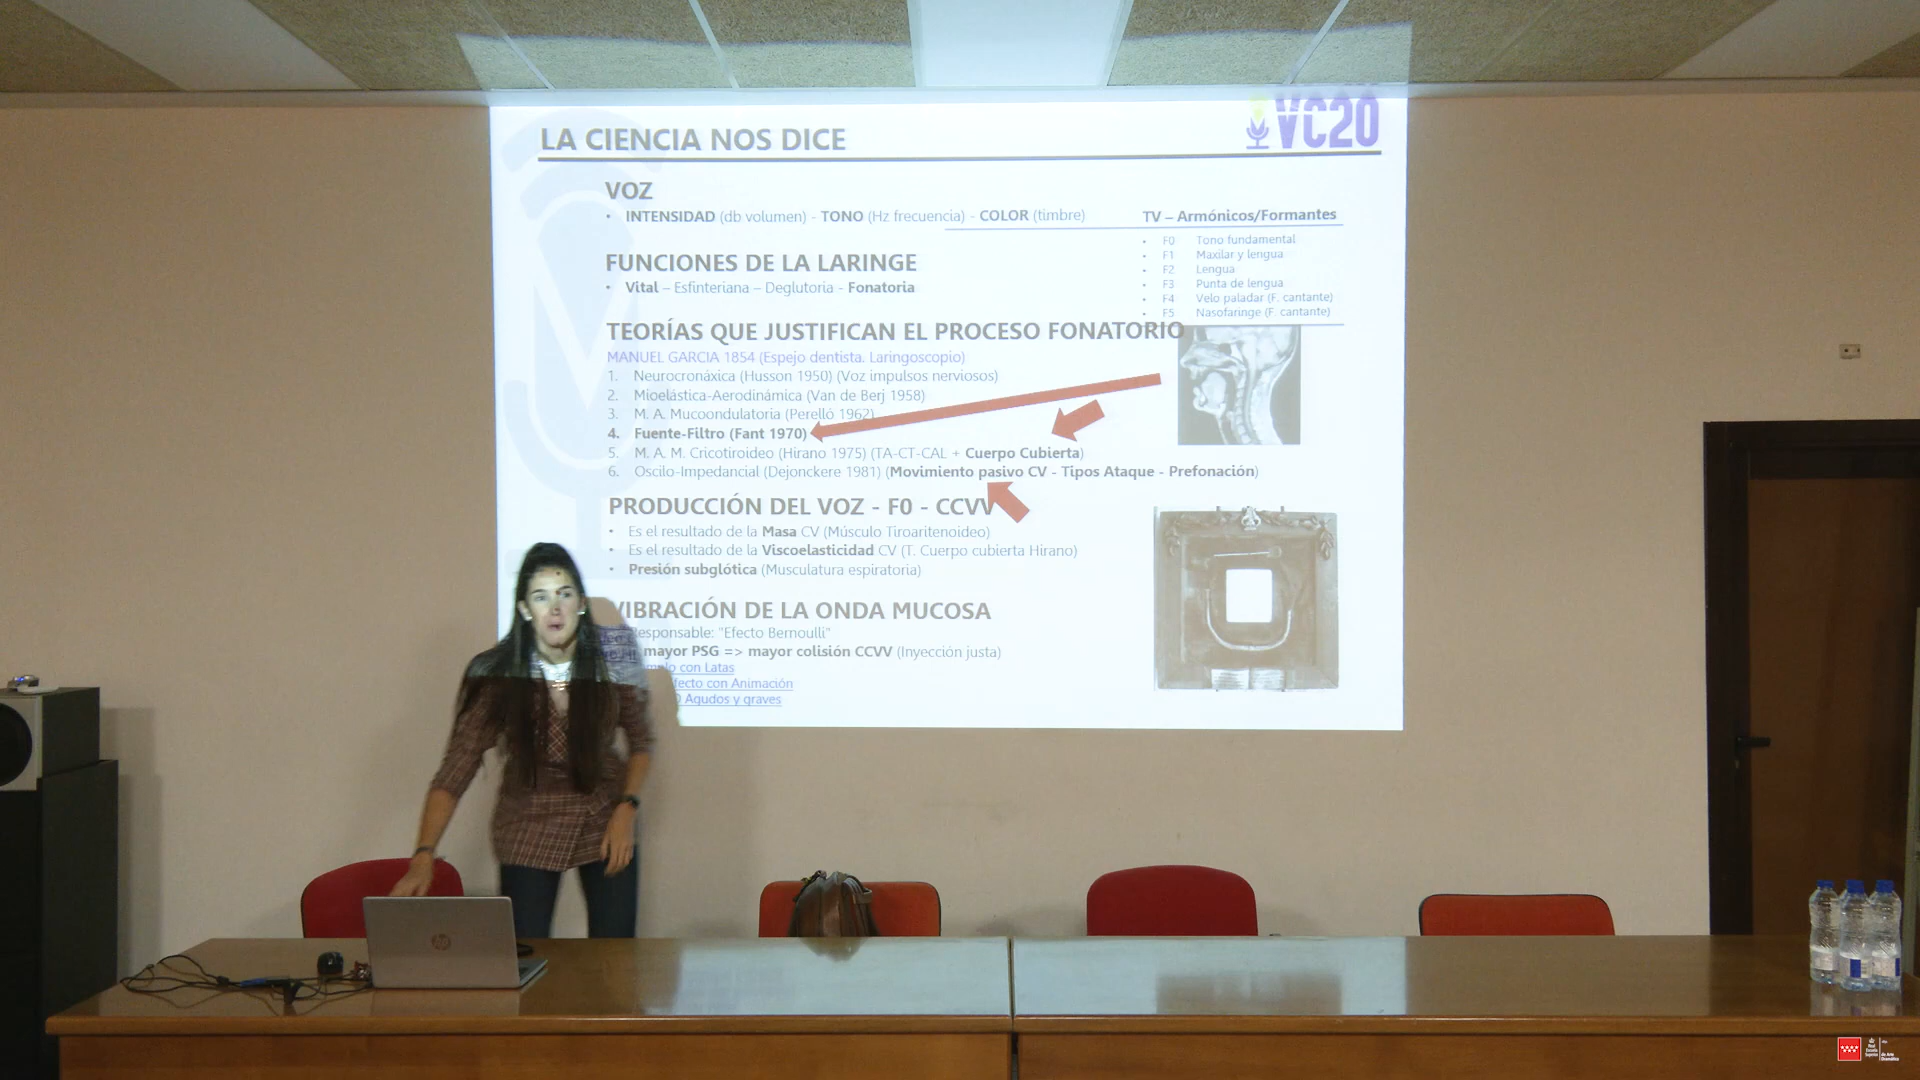 LA CIENCIA NOS DICE
VC20
VOZ
• INTENSIDAD (db volumen) - TONO (Hz frecuencia) - COLOR (timbre)
TV – Armónicos/Formantes
• F0 Tono fundamental
• F1 Maxilar y lengua
• F2 Lengua
• F3 Punta de lengua
• F4 Velo paladar (F. cantante)
• F5 Nasofaringe (F. cantante)
FUNCIONES DE LA LARINGE
• Vital – Esfinteriana – Deglutoria - Fonatoria
TEORÍAS QUE JUSTIFICAN EL PROCESO FONATORIO
MANUEL GARCIA 1854 (Espejo dentista. Laringoscopio)
1. Neurocronáxica (Husson 1950) (Voz impulsos nerviosos)
2. Mioelástica-Aerodinámica (Van de Berj 1958)
3. M. A. Mucoondulatoria (Perelló 1962)
4. Fuente-Filtro (Fant 1970)
5. M. A. M. Cricotiroideo (Hirano 1975) (TA-CT-CAL + Cuerpo Cubierta)
6. Oscilo-Impedancial (Dejonckere 1981) (Movimiento pasivo CV - Tipos Ataque - Prefonación)
PRODUCCIÓN DEL VOZ - F0 - CCVV
• Es el resultado de la Masa CV (Músculo Tiroaritenoideo)
• Es el resultado de la Viscoelasticidad CV (T. Cuerpo cubierta Hirano)
• Presión subglótica (Musculatura espiratoria)
VIBRACIÓN DE LA ONDA MUCOSA
Responsable: "Efecto Bernoulli"
mayor PSG => mayor colisión CCVV (Inyección justa)
con Latas
con Animación
Agudos y graves
hp